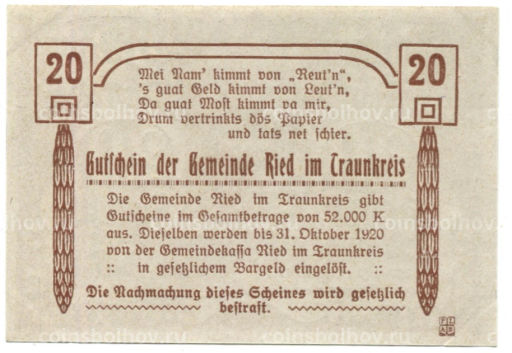 20
20
Mei Nam' kimmt von „Reut'n",
's guat Geld kimmt von Leut'n,
Da guat Most kimmt va mir,
Drum vertrinkts dös Papier
und tats net schier.
Gutschein der Gemeinde Ried im Traunkreis
Die Gemeinde Ried im Traunkreis gibt
Gutscheine im Gesamtbetrage von 52.000 K
aus. Dieselben werden bis 31. Oktober 1920
von der Gemeindekassa Ried im Traunkreis
:: in gesetzlichem Bargeld eingelöst. ::
Die Nachmachung dieses Scheines wird gesetzlich
bestraft.
coinsbolhov.ru